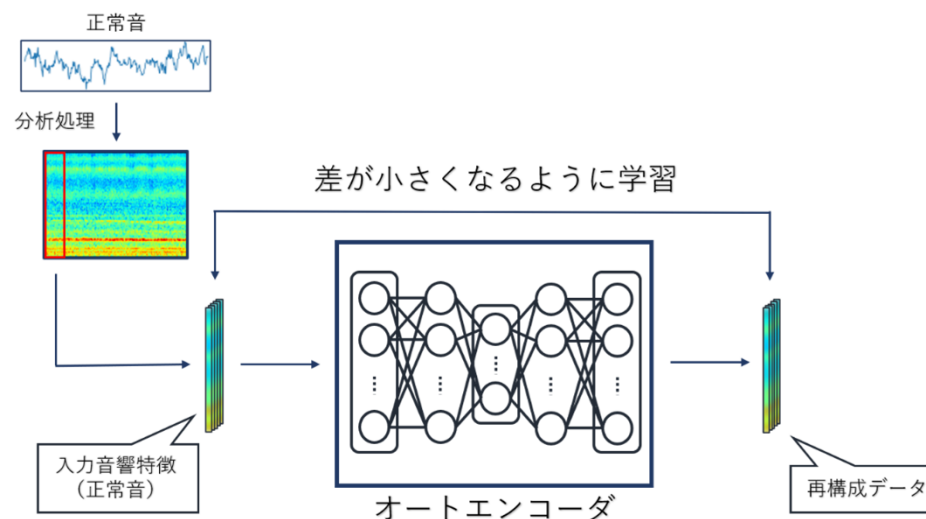 正常音
分析処理
差が小さくなるように学習
入力音響特徴
(正常音)
オートエンコーダ
再構成データ